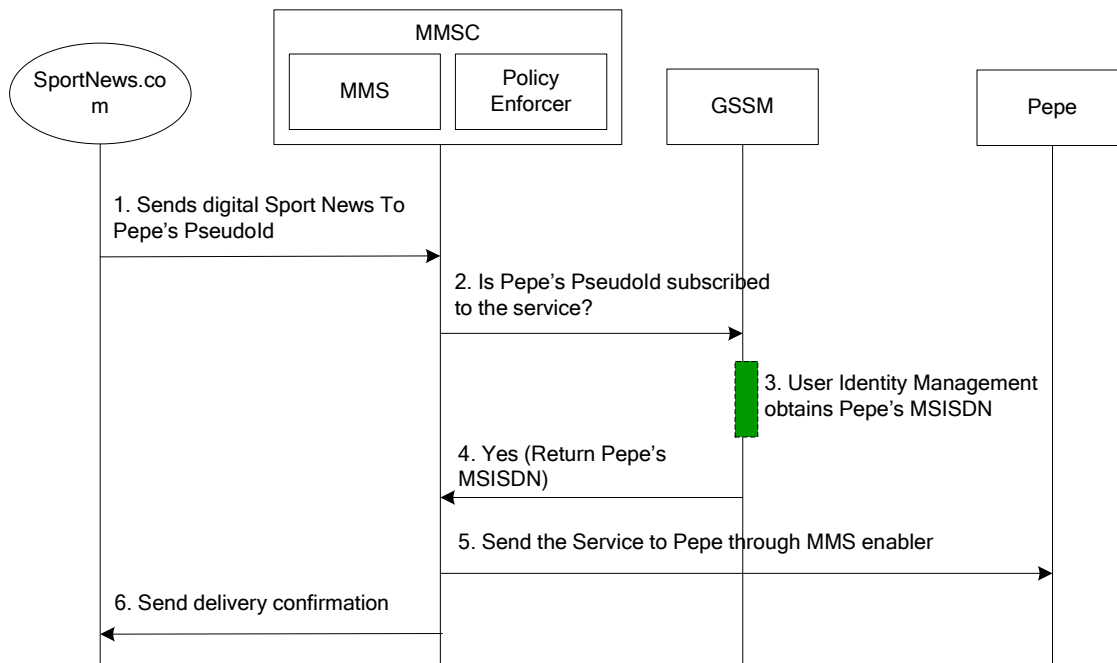 MMSC
SportNews.co
m
MMS
Policy
Enforcer
GSSM
Pepe
1. Sends digital Sport News To
Pepe's PseudoId
2. Is Pepe's PseudoId subscribed
to the service?
3. User Identity Management
obtains Pepe's MSISDN
4. Yes (Return Pepe's
MSISDN)
5. Send the Service to Pepe through MMS enabler
6. Send delivery confirmation